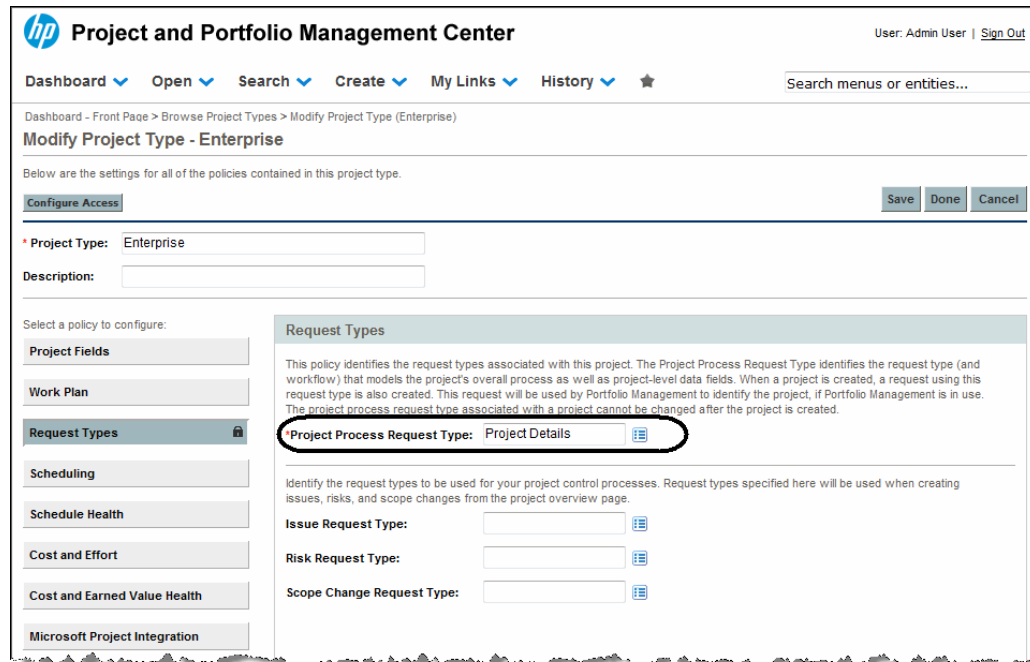 hp Project and Portfolio Management Center
User: Admin User | Sign Out
Dashboard Open Search Create My Links History Search menus or entities...
Dashboard - Front Page > Browse Project Types > Modify Project Type (Enterprise)
Modify Project Type - Enterprise
Below are the settings for all of the policies contained in this project type.
Configure Access Save Done Cancel
* Project Type: Enterprise
Description:
Select a policy to configure:
Project Fields
Work Plan
Request Types
Scheduling
Schedule Health
Cost and Effort
Cost and Earned Value Health
Microsoft Project Integration
Request Types
This policy identifies the request types associated with this project. The Project Process Request Type identifies the request type (and
workflow) that models the project's overall process as well as project-level data fields. When a project is created, a request using this
request type is also created. This request will be used by Portfolio Management to identify the project, if Portfolio Management is in use.
The project process request type associated with a project cannot be changed after the project is created.
*Project Process Request Type: Project Details
Identify the request types to be used for your project control processes. Request types specified here will be used when creating
issues, risks, and scope changes from the project overview page.
Issue Request Type:
Risk Request Type:
Scope Change Request Type: